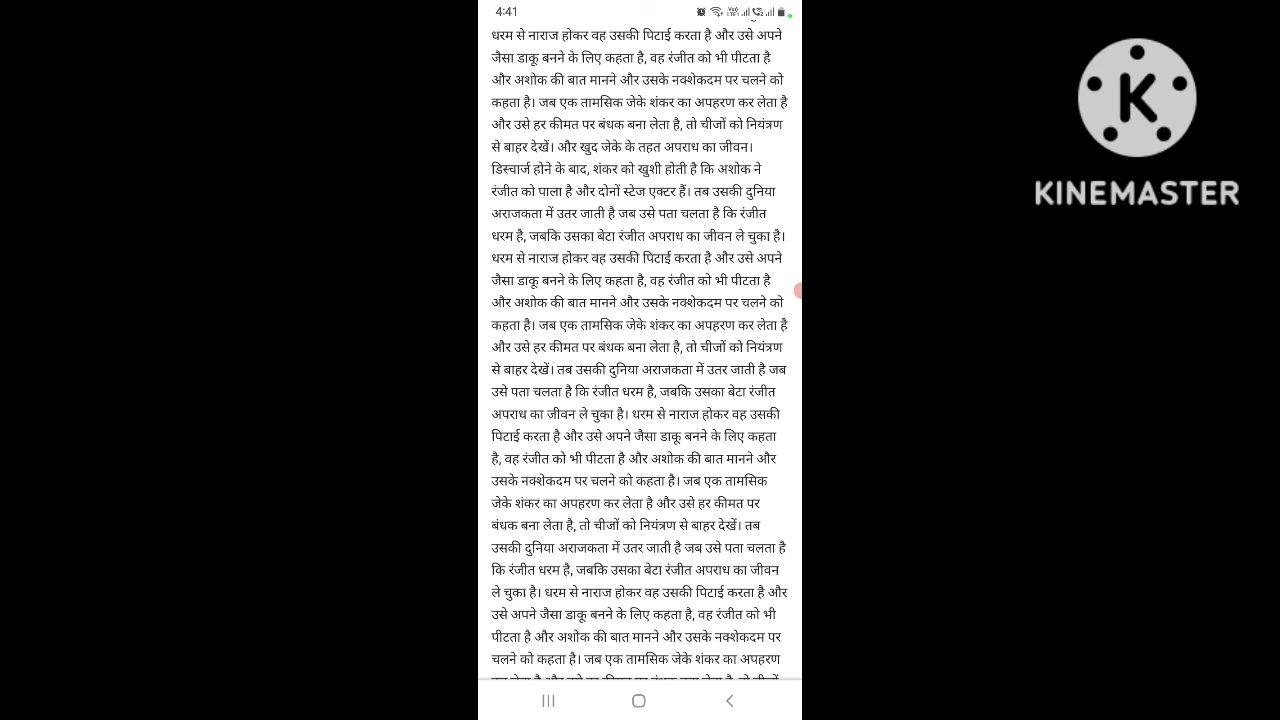 4:41
K
KINEMASTER
धरम से नाराज होकर वह उसकी पिटाई करता है और उसे अपने
जैसा डाकू बनने के लिए कहता है, वह रंजीत को भी पीटता है
और अशोक की बात मानने और उसके नक्शेकदम पर चलने को
कहता है। जब एक तामसिक जेके शंकर का अपहरण कर लेता है
और उसे हर कीमत पर बंधक बना लेता है, तो चीजों को नियंत्रण
से बाहर देखें। और खुद जेके के तहत अपराध का जीवन।
डिस्चार्ज होने के बाद, शंकर को खुशी होती है कि अशोक ने
रंजीत को पाला है और दोनों स्टेज एक्टर हैं। तब उसकी दुनिया
अराजकता में उतर जाती है जब उसे पता चलता है कि रंजीत
धरम है, जबकि उसका बेटा रंजीत अपराध का जीवन ले चुका है।
धरम से नाराज होकर वह उसकी पिटाई करता है और उसे अपने
जैसा डाकू बनने के लिए कहता है, वह रंजीत को भी पीटता है
और अशोक की बात मानने और उसके नक्शेकदम पर चलने को
कहता है। जब एक तामसिक जेके शंकर का अपहरण कर लेता है
और उसे हर कीमत पर बंधक बना लेता है, तो चीजों को नियंत्रण
से बाहर देखें। तब उसकी दुनिया अराजकता में उतर जाती है जब
उसे पता चलता है कि रंजीत धरम है, जबकि उसका बेटा रंजीत
अपराध का जीवन ले चुका है। धरम से नाराज होकर वह उसकी
पिटाई करता है और उसे अपने जैसा डाकू बनने के लिए कहता
है, वह रंजीत को भी पीटता है और अशोक की बात मानने और
उसके नक्शेकदम पर चलने को कहता है। जब एक तामसिक
जेके शंकर का अपहरण कर लेता है और उसे हर कीमत पर
बंधक बना लेता है, तो चीजों को नियंत्रण से बाहर देखें। तब
उसकी दुनिया अराजकता में उतर जाती है जब उसे पता चलता है
कि रंजीत धरम है, जबकि उसका बेटा रंजीत अपराध का जीवन
ले चुका है। धरम से नाराज होकर वह उसकी पिटाई करता है और
उसे अपने जैसा डाकू बनने के लिए कहता है, वह रंजीत को भी
पीटता है और अशोक की बात मानने और उसके नक्शेकदम पर
चलने को कहता है। जब एक तामसिक जेके शंकर का अपहरण